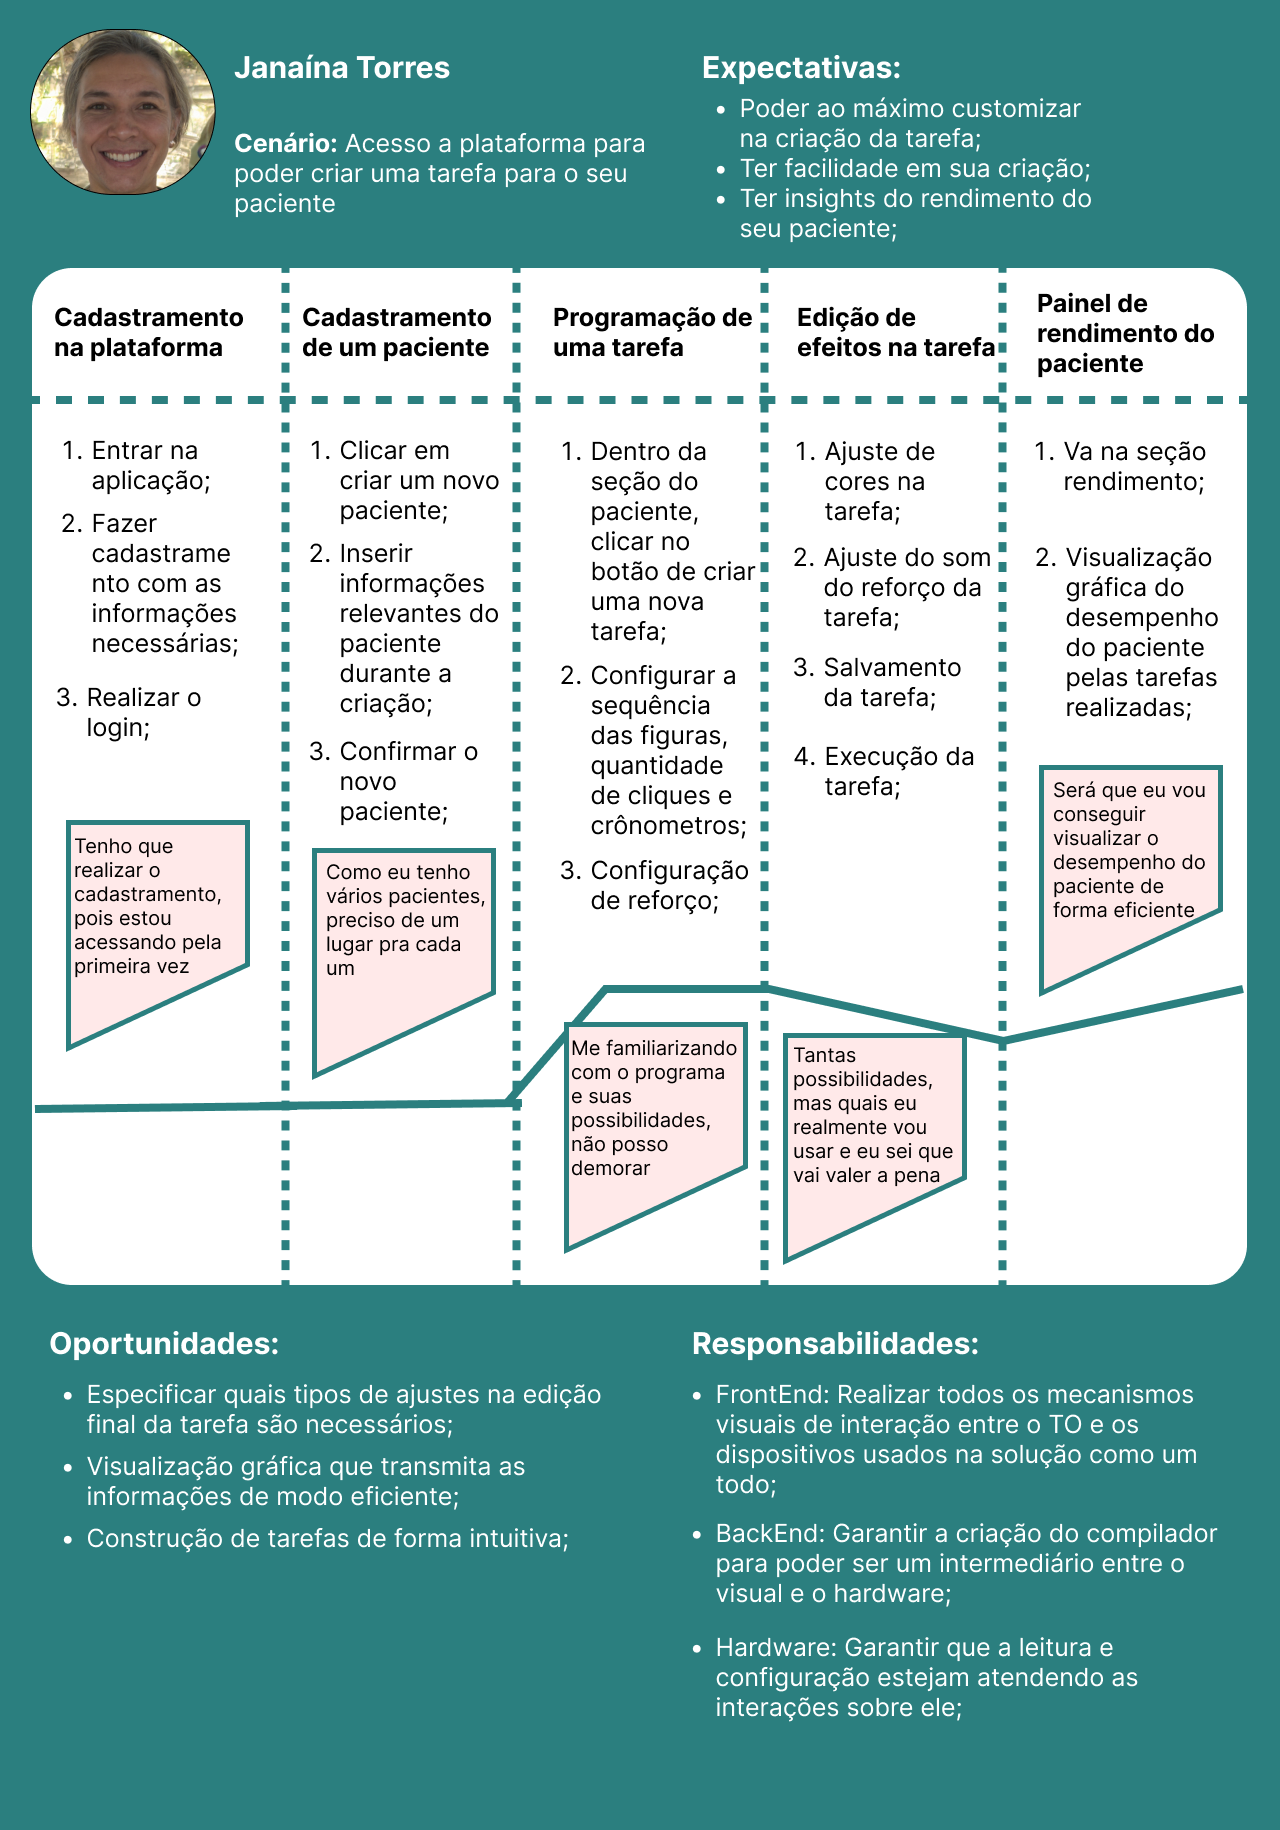 Janaína Torres
Cenário: Acesso a plataforma para
poder criar uma tarefa para o seu
paciente
Expectativas:
• Poder ao máximo customizar
na criação da tarefa;
• Ter facilidade em sua criação;
• Ter insights do rendimento do
seu paciente;
Cadastramento
na plataforma
1. Entrar na
aplicação;
2. Fazer
cadastrame
nto com as
informações
necessárias;
3. Realizar o
login;
Tenho que
realizar o
cadastramento,
pois estou
acessando pela
primeira vez
Cadastramento
de um paciente
1. Clicar em
criar um novo
paciente;
2. Inserir
informações
relevantes do
paciente
durante a
criação;
3. Confirmar o
novo
paciente;
Como eu tenho
vários pacientes,
preciso de um
lugar pra cada
um
Programação de
uma tarefa
1. Dentro da
seção do
paciente,
clicar no
botão de criar
uma nova
tarefa;
2. Configurar a
sequência
das figuras,
quantidade
de cliques e
crônometros;
3. Configuração
de reforço;
Me familiarizando
com o programa
e suas
possibilidades,
não posso
demorar
Edição de
efeitos na tarefa
1. Ajuste de
cores na
tarefa;
2. Ajuste do som
do reforço da
tarefa;
3. Salvamento
da tarefa;
4. Execução da
tarefa;
Tantas
possibilidades,
mas quais eu
realmente vou
usar e eu sei que
vai valer a pena
Painel de
rendimento do
paciente
1. Va na seção
rendimento;
2. Visualização
gráfica do
desempenho
do paciente
pelas tarefas
realizadas;
Será que eu vou
conseguir
visualizar o
desempenho do
paciente de
forma eficiente
Oportunidades:
• Especificar quais tipos de ajustes na edição
final da tarefa são necessários;
• Visualização gráfica que transmita as
informações de modo eficiente;
• Construção de tarefas de forma intuitiva;
Responsabilidades:
• FrontEnd: Realizar todos os mecanismos
visuais de interação entre o TO e os
dispositivos usados na solução como um
todo;
• BackEnd: Garantir a criação do compilador
para poder ser um intermediário entre o
visual e o hardware;
• Hardware: Garantir que a leitura e
configuração estejam atendendo as
interações sobre ele;